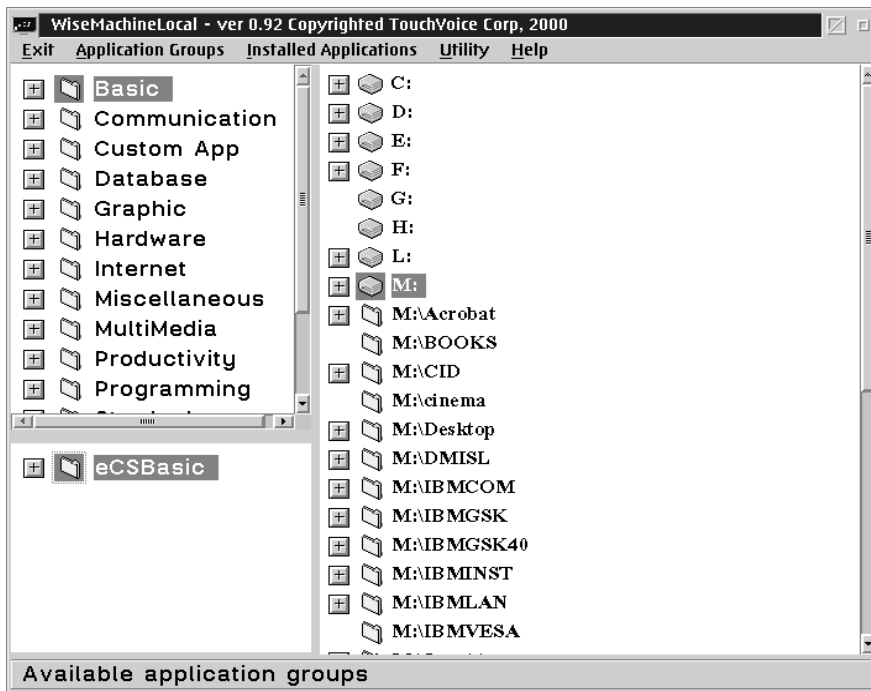 WiseMachineLocal - ver 0.92 Copyrighted TouchVoice Corp, 2000
Exit Application Groups Installed Applications Utility Help
Basic
Communication
Custom App
Database
Graphic
Hardware
Internet
Miscellaneous
MultiMedia
Productivity
Programming
eCSBasic
C:
D:
E:
F:
G:
H:
L:
M:
M:\Acrobat
M:\BOOKS
M:\CID
M:\cinema
M:\Desktop
M:\DMISL
M:\IBMCOM
M:\IBMGSK
M:\IBMGSK40
M:\IBMINST
M:\IBMLAN
M:\IBMVESA
Available application groups